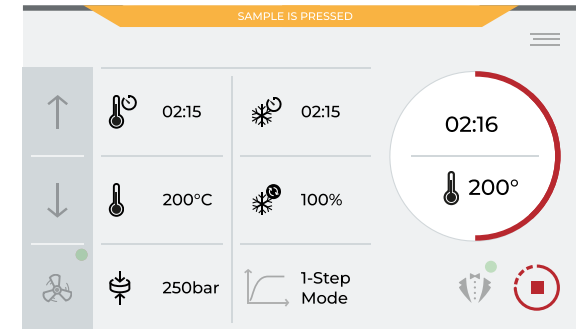 SAMPLE IS PRESSED
02:15
02:15
02:16
200°C
100%
200°
250bar
1-Step
Mode